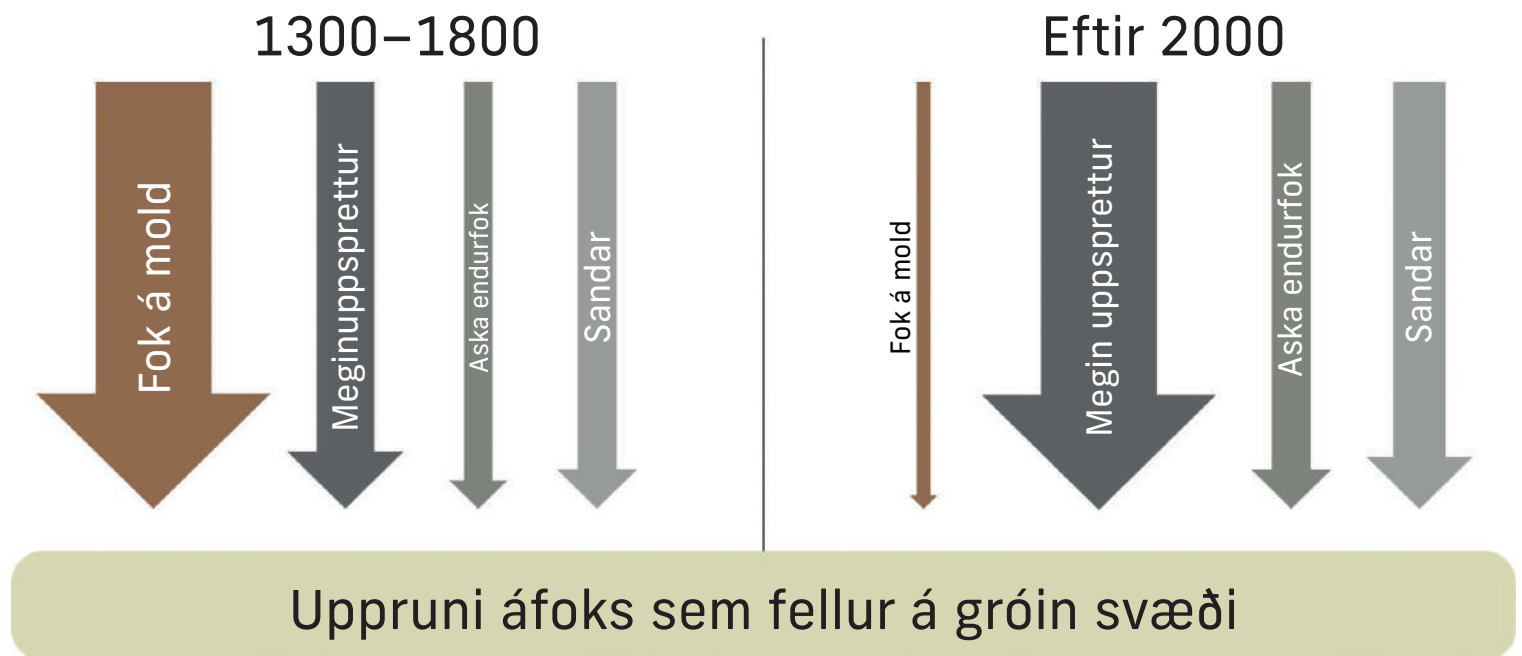 1300–1800
Fok á mold
Meginuppsprettur
Aska endurfok
Sandar
Eftir 2000
Fok á mold
Megin uppsprettur
Aska endurfok
Sandar
Uppruni áfoks sem fellur á gróin svæði